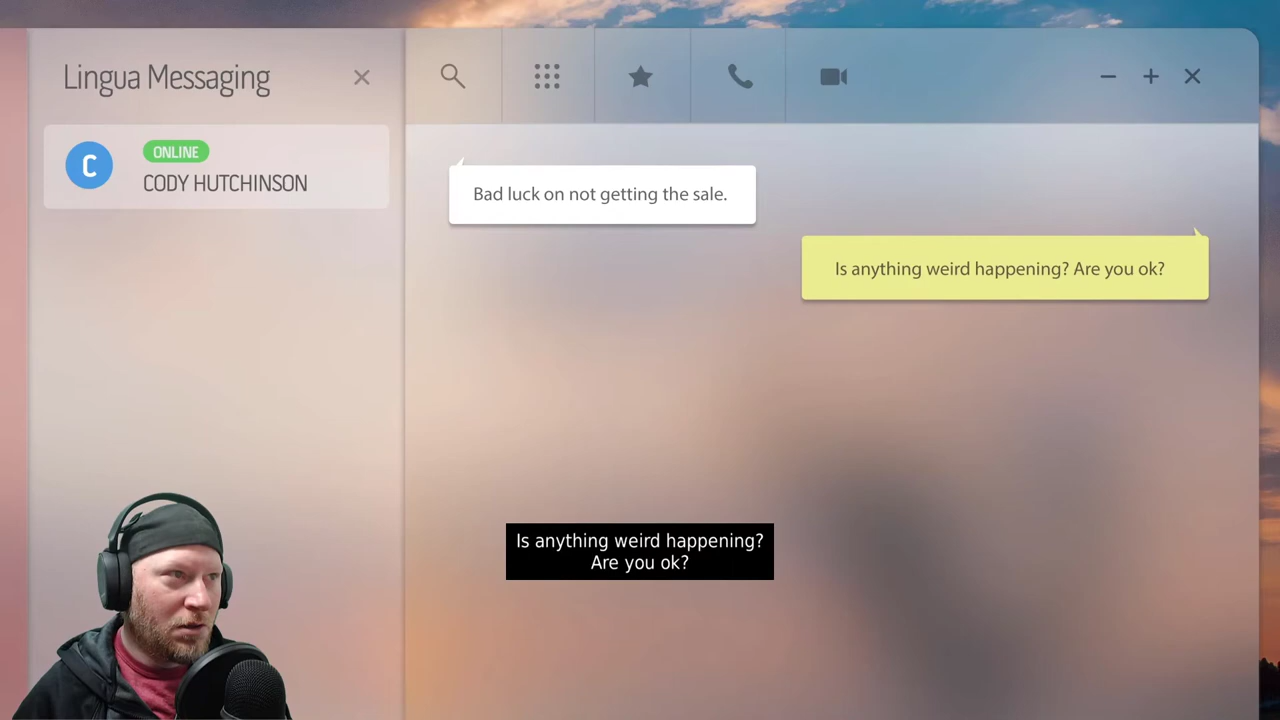 Lingua Messaging
C
ONLINE
CODY HUTCHINSON
Bad luck on not getting the sale.
Is anything weird happening? Are you ok?
Is anything weird happening?
Are you ok?